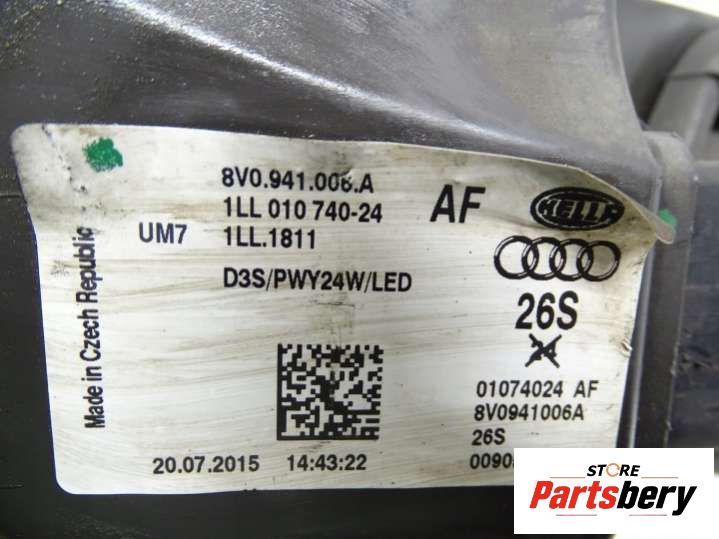 8V0.941.006.A
1LL 010 740-24
AF
HELLA
UM7
1LL.1811
D3S/PWY24W/LED
26S
Made in Czech Republic
01074024 AF
8V0941006A
26S
20.07.2015 14:43:22
STORE
Partsbery